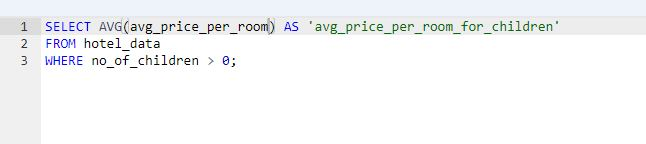 1 SELECT AVG(avg_price_per_room) AS 'avg_price_per_room_for_children'
2 FROM hotel_data
3 WHERE no_of_children > 0;